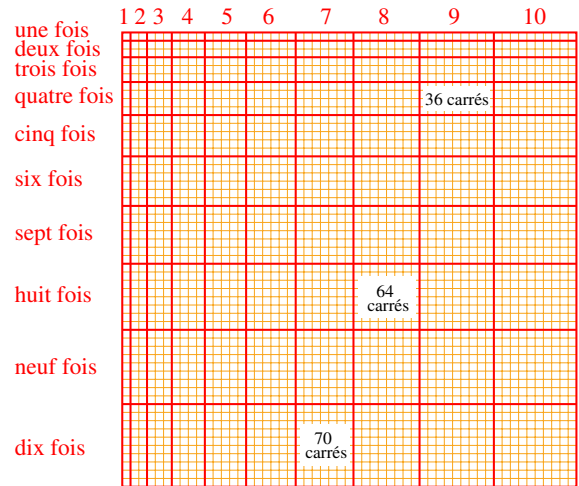 1 2 3 4 5 6 7 8 9 10
une fois
deux fois
trois fois
quatre fois
36 carrés
cinq fois
six fois
sept fois
huit fois
64
carrés
neuf fois
dix fois
70
carrés